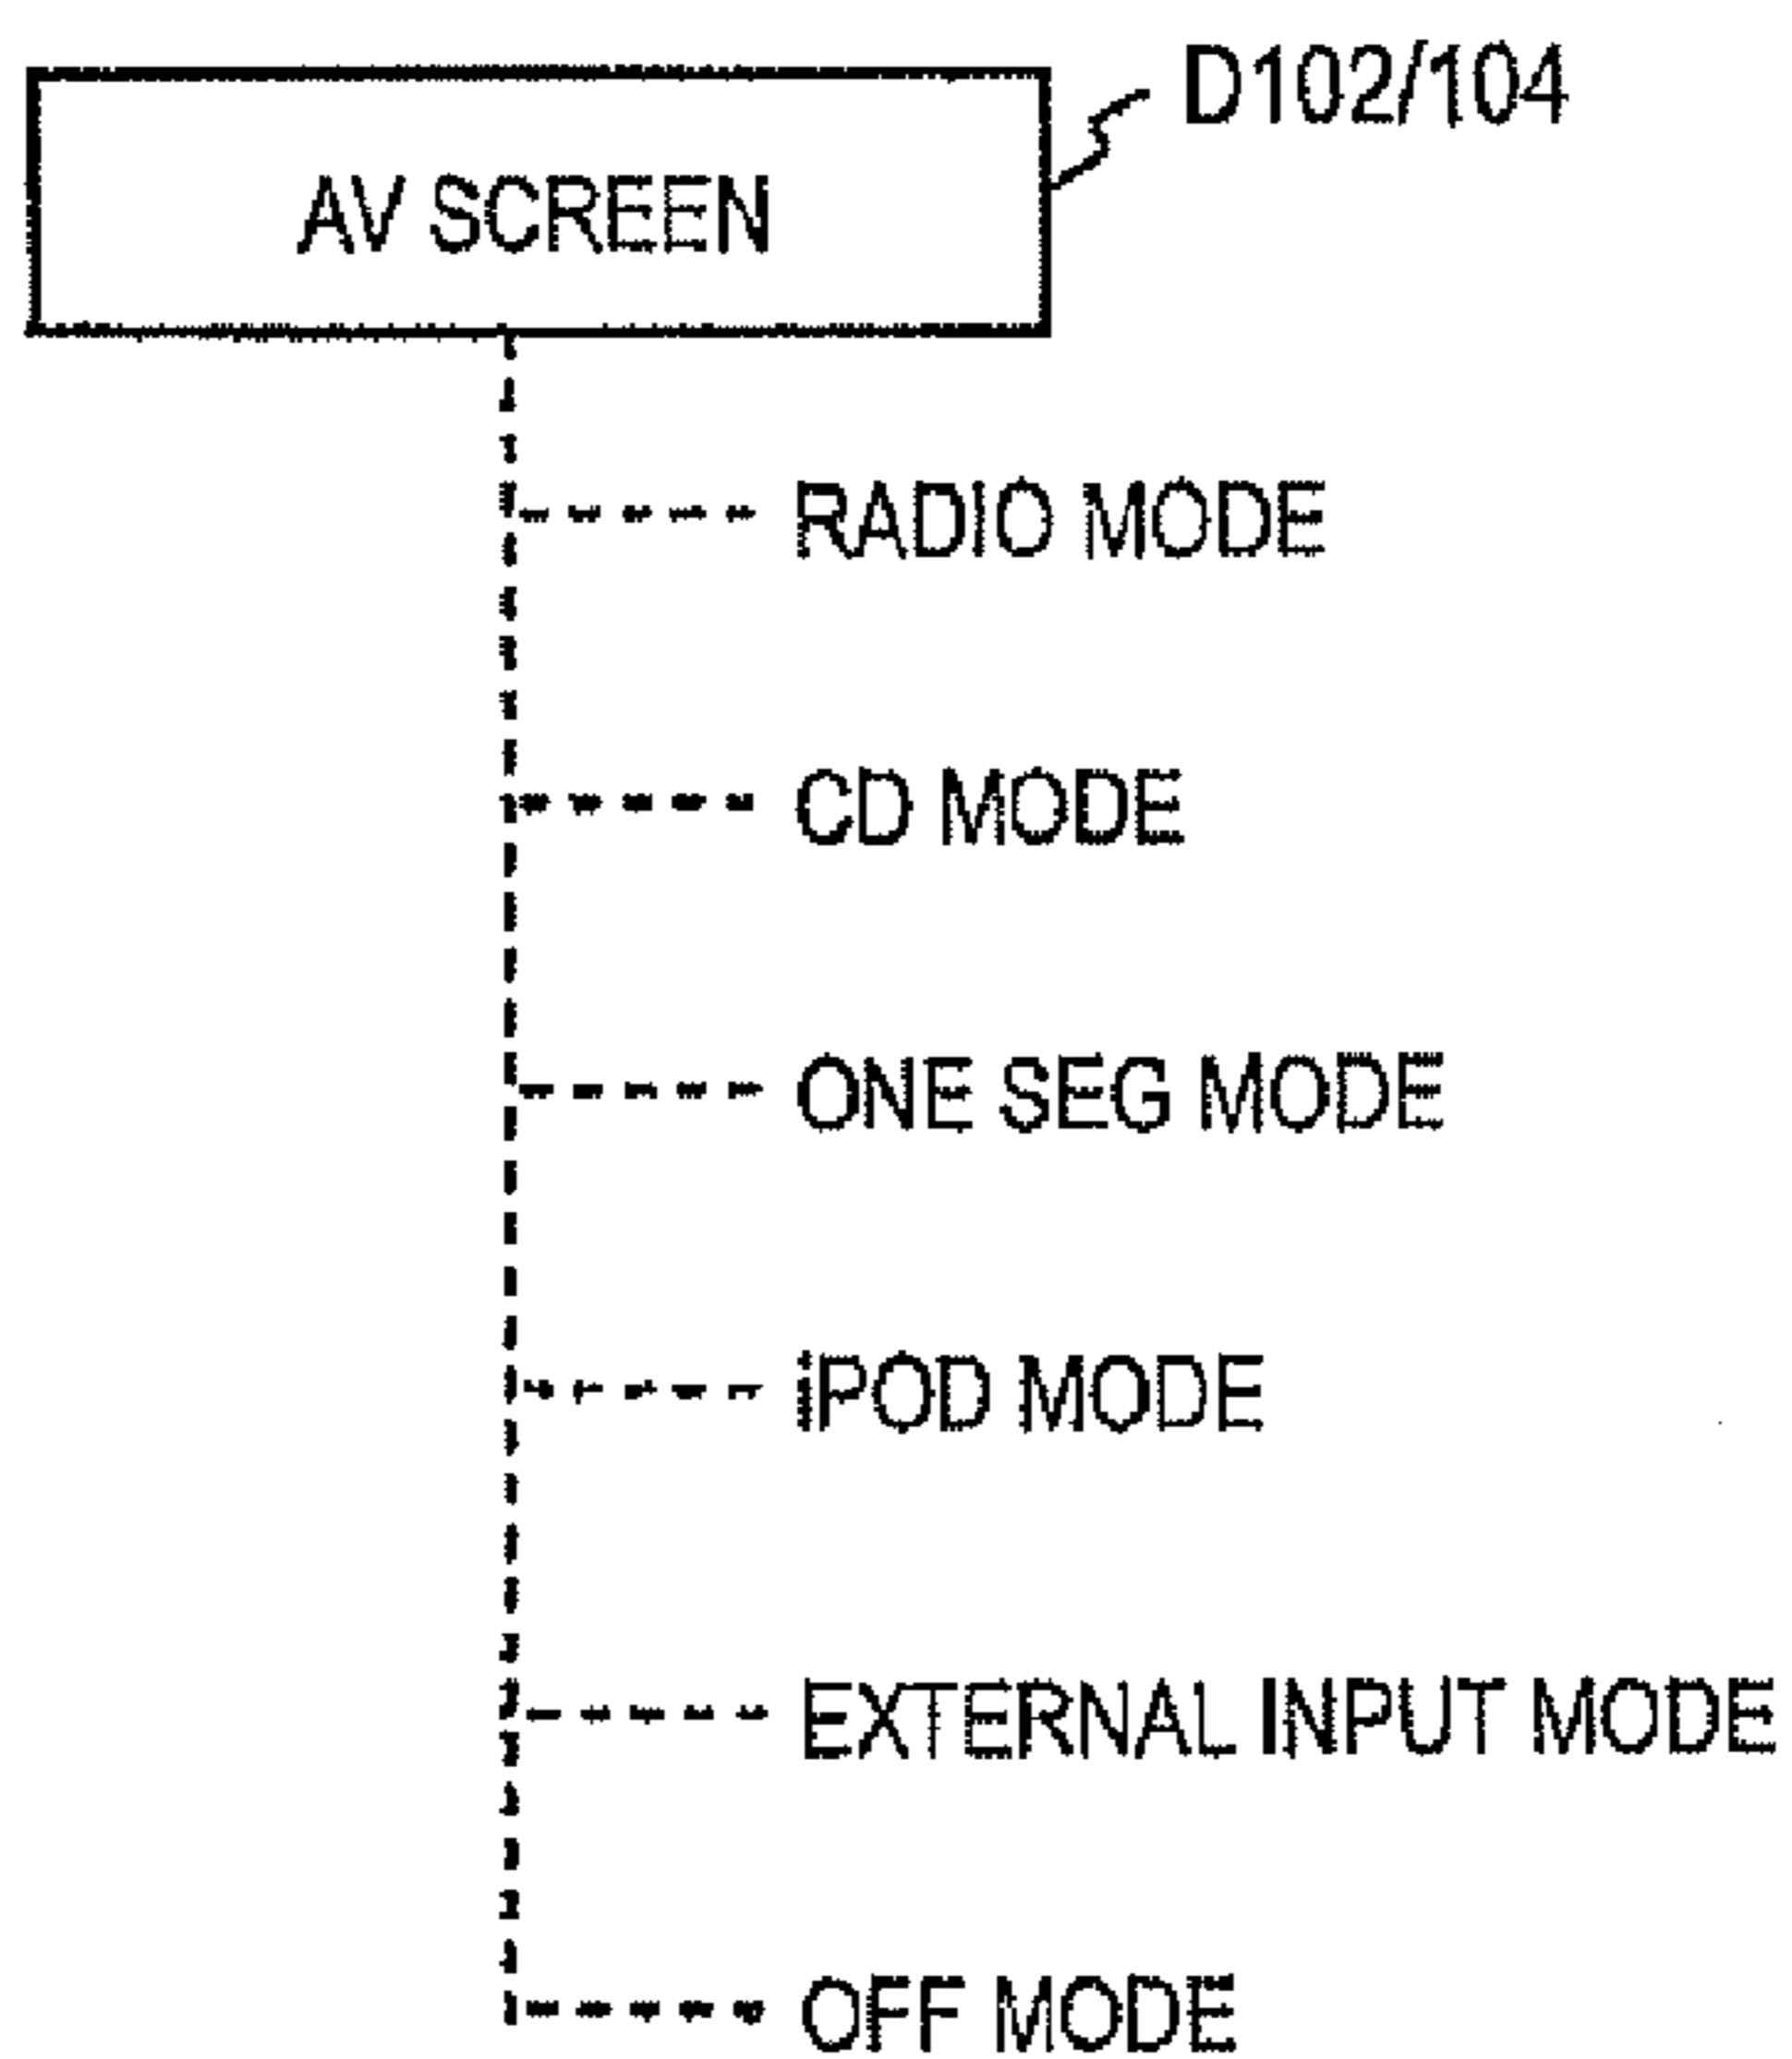 D102/104
AV SCREEN
RADIO MODE
CD MODE
ONE SEG MODE
iPOD MODE
EXTERNAL INPUT MODE
OFF MODE